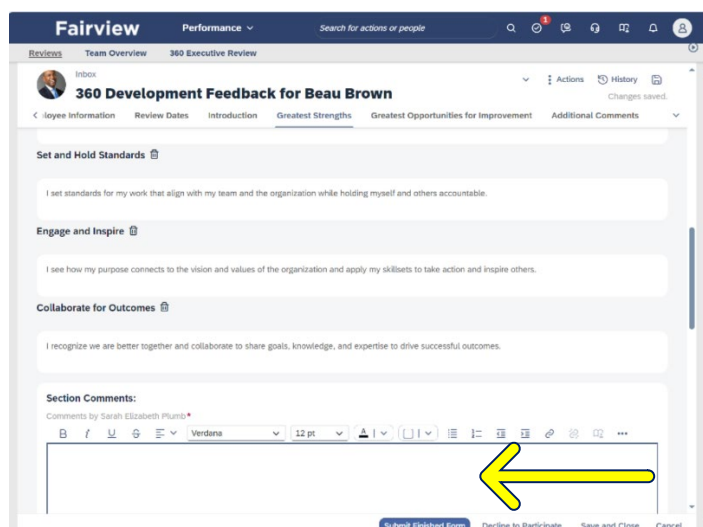 Fairview
Performance
Search for actions or people
1
Reviews Team Overview 360 Executive Review
Inbox
360 Development Feedback for Beau Brown
Actions History
Changes saved.
loyee Information Review Dates Introduction Greatest Strengths Greatest Opportunities for Improvement Additional Comments
Set and Hold Standards
I set standards for my work that align with my team and the organization while holding myself and others accountable.
Engage and Inspire
I see how my purpose connects to the vision and values of the organization and apply my skillsets to take action and inspire others.
Collaborate for Outcomes
I recognize we are better together and collaborate to share goals, knowledge, and expertise to drive successful outcomes.
Section Comments:
Comments by Sarah Elizabeth Plumb*
B I U S Verdana 12 pt A
Submit Finished Form Decline to Participate Save and Close Cancel